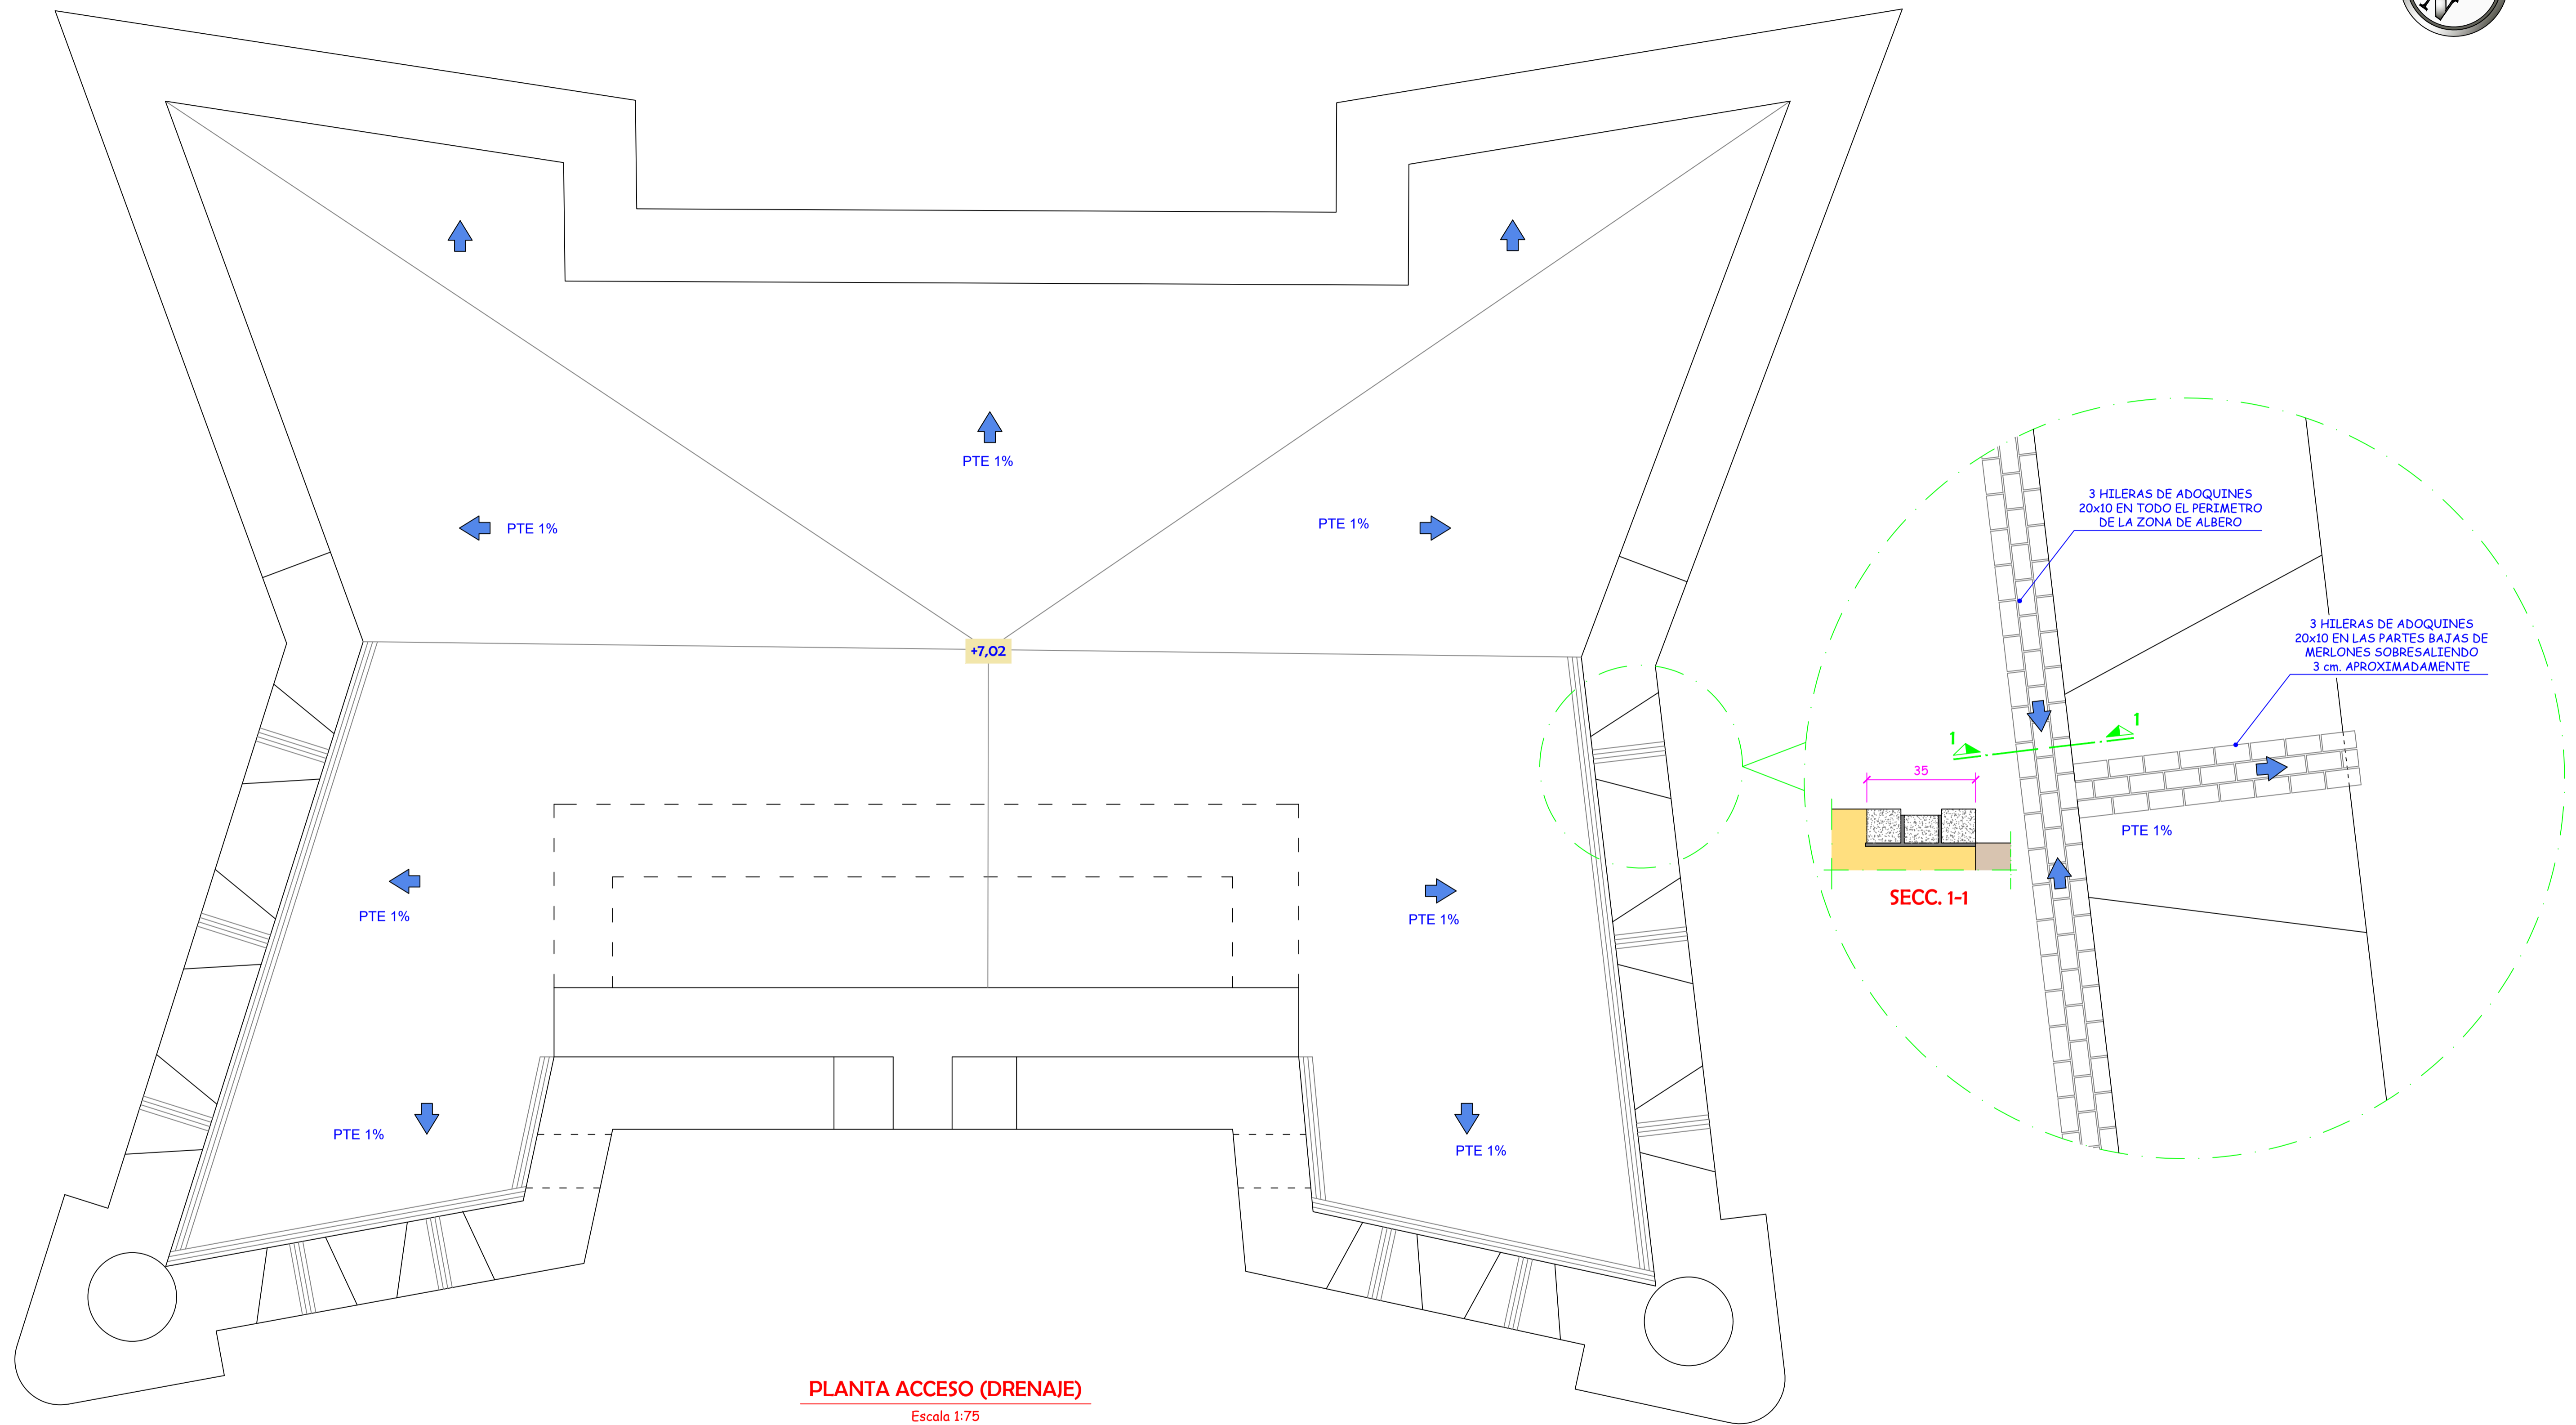 N
PTE 1%
PTE 1%
PTE 1%
+7,02
PTE 1%
PTE 1%
PTE 1%
PTE 1%
3 HILERAS DE ADOQUINES
20x10 EN TODO EL PERIMETRO
DE LA ZONA DE ALBERO
3 HILERAS DE ADOQUINES
20x10 EN LAS PARTES BAJAS DE
MERLONES SOBRESALIENDO
3 cm. APROXIMADAMENTE
1
1
35
PTE 1%
SECC. 1-1
PLANTA ACCESO (DRENAJE)
Escala 1:75